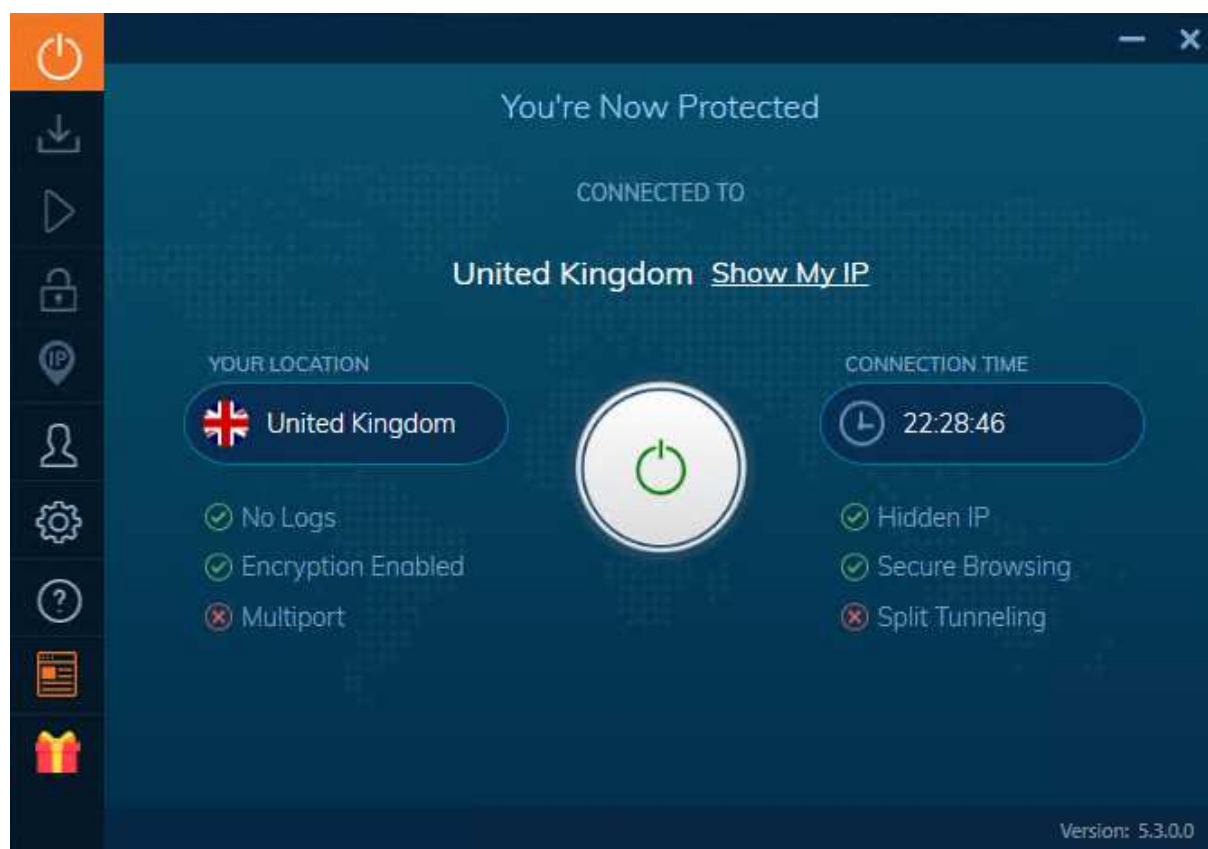 You're Now Protected
CONNECTED TO
United Kingdom Show My IP
YOUR LOCATION
United Kingdom
No Logs
Encryption Enabled
Multiport
CONNECTION TIME
22:28:46
Hidden IP
Secure Browsing
Split Tunneling
IP
?
Version: 5.3.0.0